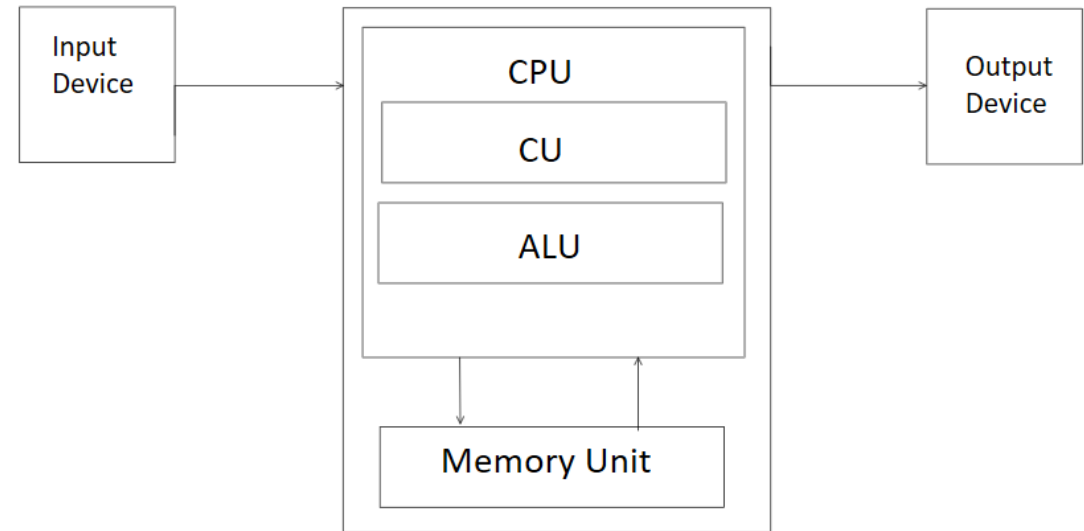 Input
Device
CPU
CU
ALU
Memory Unit
Output
Device